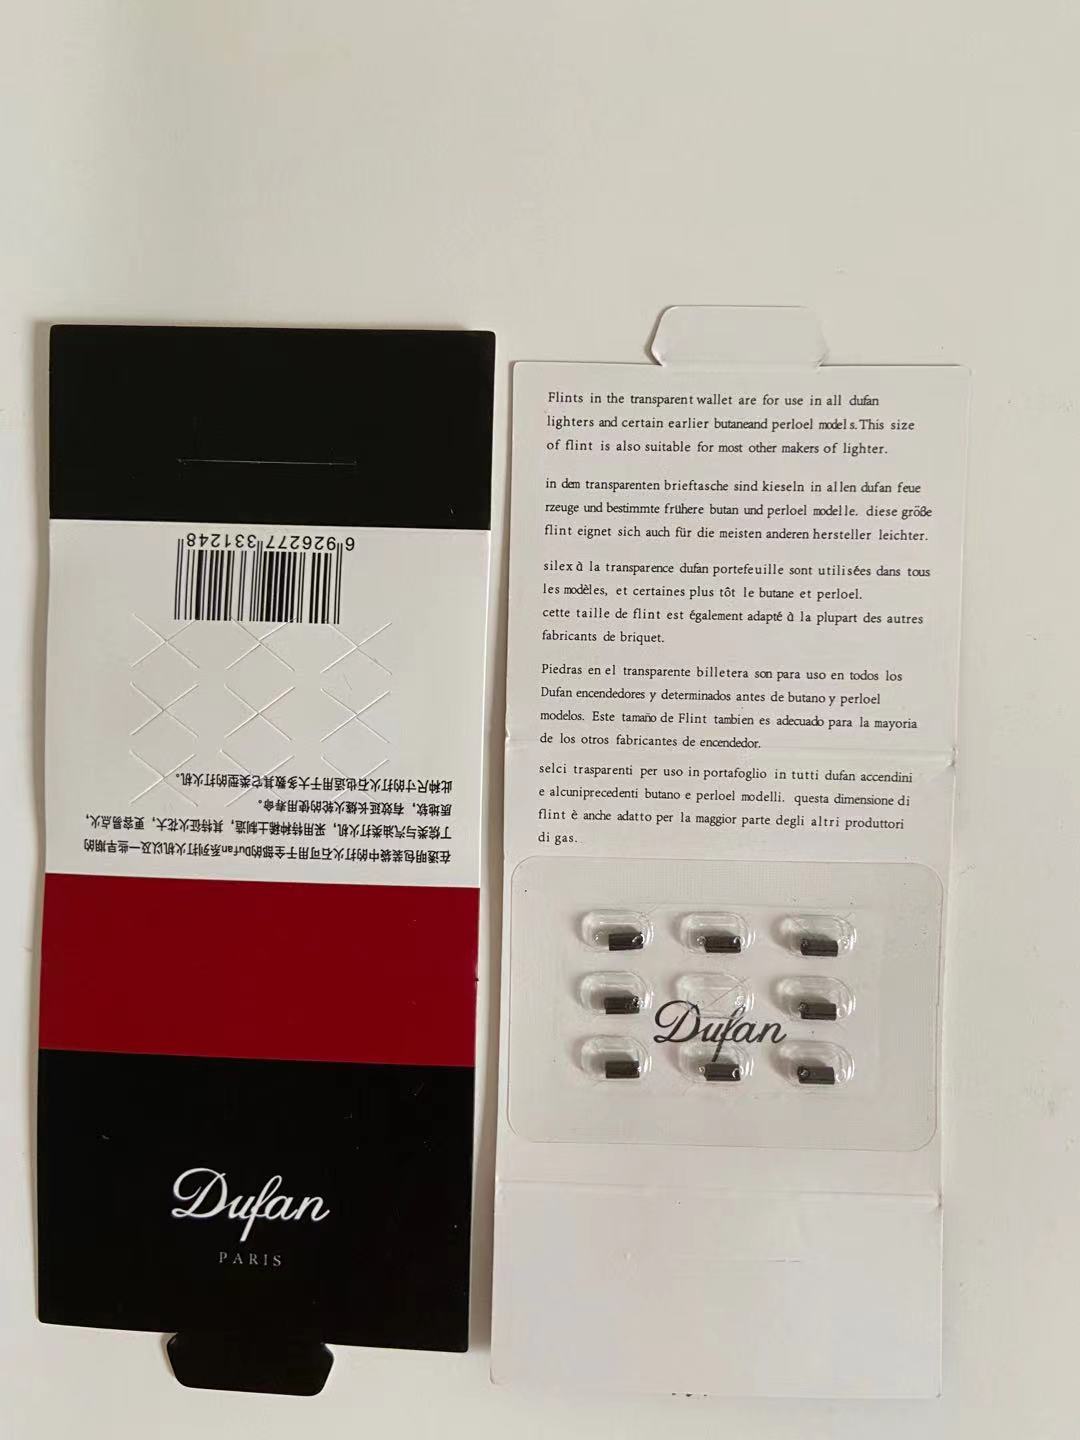 6 926277 331248
在透明包装袋中的打火石可用于全部的Dufan系列打火机以及一些早期的
丁烷类与汽油类打火机，采用特种稀土制造，其特征火花大，更容易点火，
质地软，有效延长燧火轮的使用寿命。
此种尺寸的打火石也适用于大多数其它类型的打火机。
Dufan
PARIS
Flints in the transparent wallet are for use in all dufan
lighters and certain earlier butaneand perloel model s.This size
of flint is also suitable for most other makers of lighter.
in dem transparenten brieftasche sind kieseln in allen dufan feue
rzeuge und bestimmte frühere butan und perloel modelle. diese größe
flint eignet sich auch für die meisten anderen hersteller leichter.
silex à la transparence dufan portefeuille sont utilisées dans tous
les modèles, et certaines plus tôt le butane et perloel.
cette taille de flint est également adapté à la plupart des autres
fabricants de briquet.
Piedras en el transparente billetera son para uso en todos los
Dufan encendedores y determinados antes de butano y perloel
modelos. Este tamaño de Flint tambien es adecuado para la mayoria
de los otros fabricantes de encendedor.
selci trasparenti per uso in portafoglio in tutti dufan accendini
e alcuniprecedenti butano e perloel modelli. questa dimensione di
flint è anche adatto per la maggior parte degli altri produttori
di gas.
Dufan